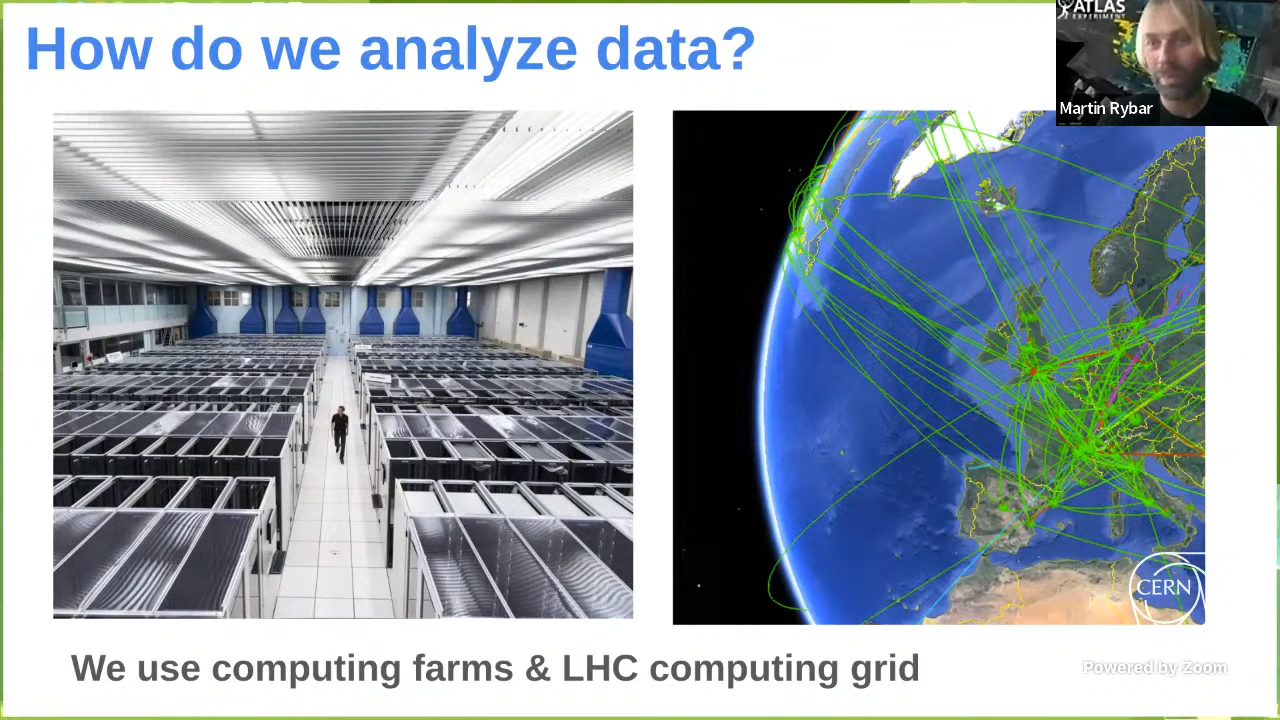 How do we analyze data?
ATLAS
EXPERIMENT
Martin Rybar
CERN
We use computing farms & LHC computing grid
Powered by Zoom